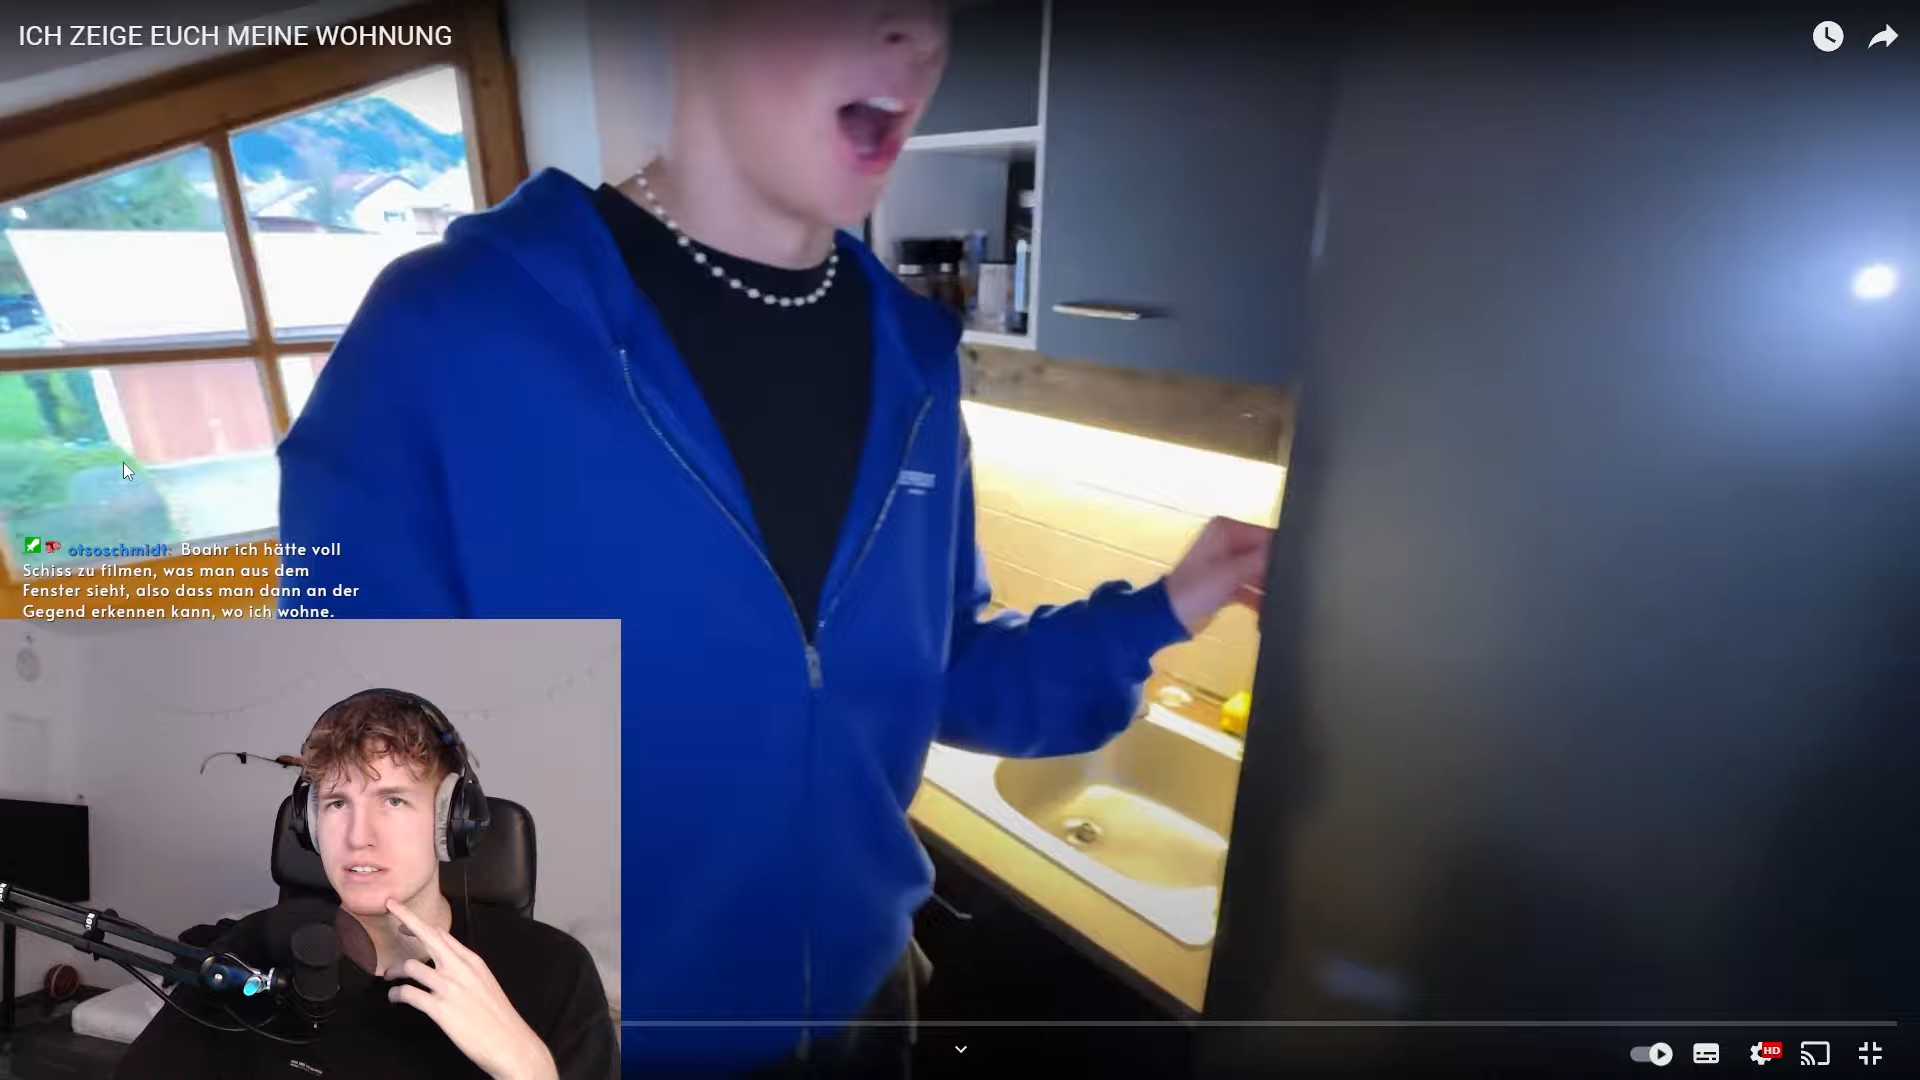 ICH ZEIGE EUCH MEINE WOHNUNG
otsoschmidt: Boahr ich hätte voll
Schiss zu filmen, was man aus dem
Fenster sieht, also dass man dann an der
Gegend erkennen kann, wo ich wohne.
HD